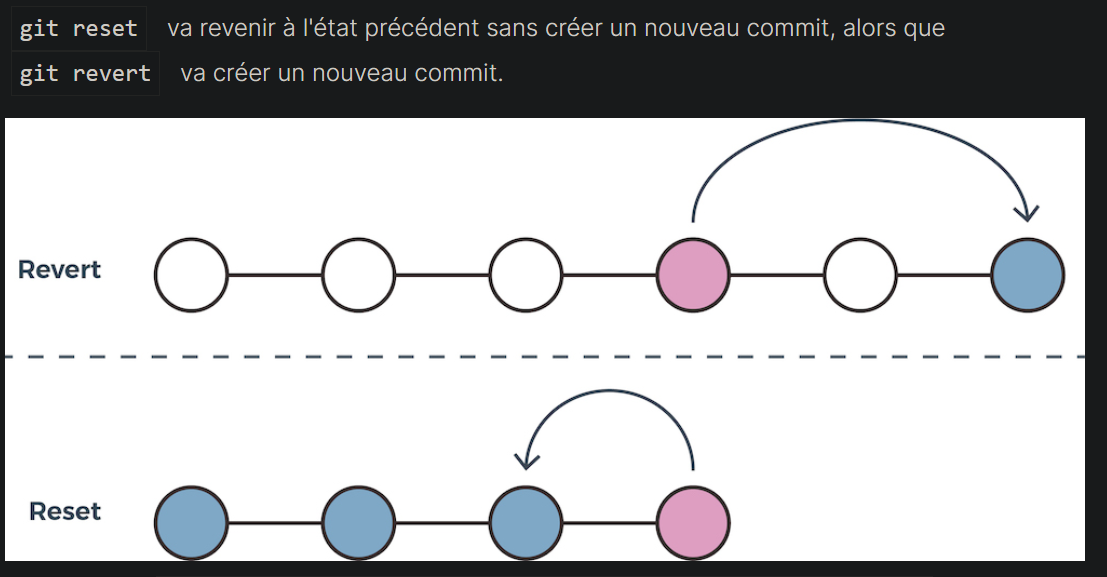 git reset va revenir à l'état précédent sans créer un nouveau commit, alors que
git revert va créer un nouveau commit.
Revert
Reset